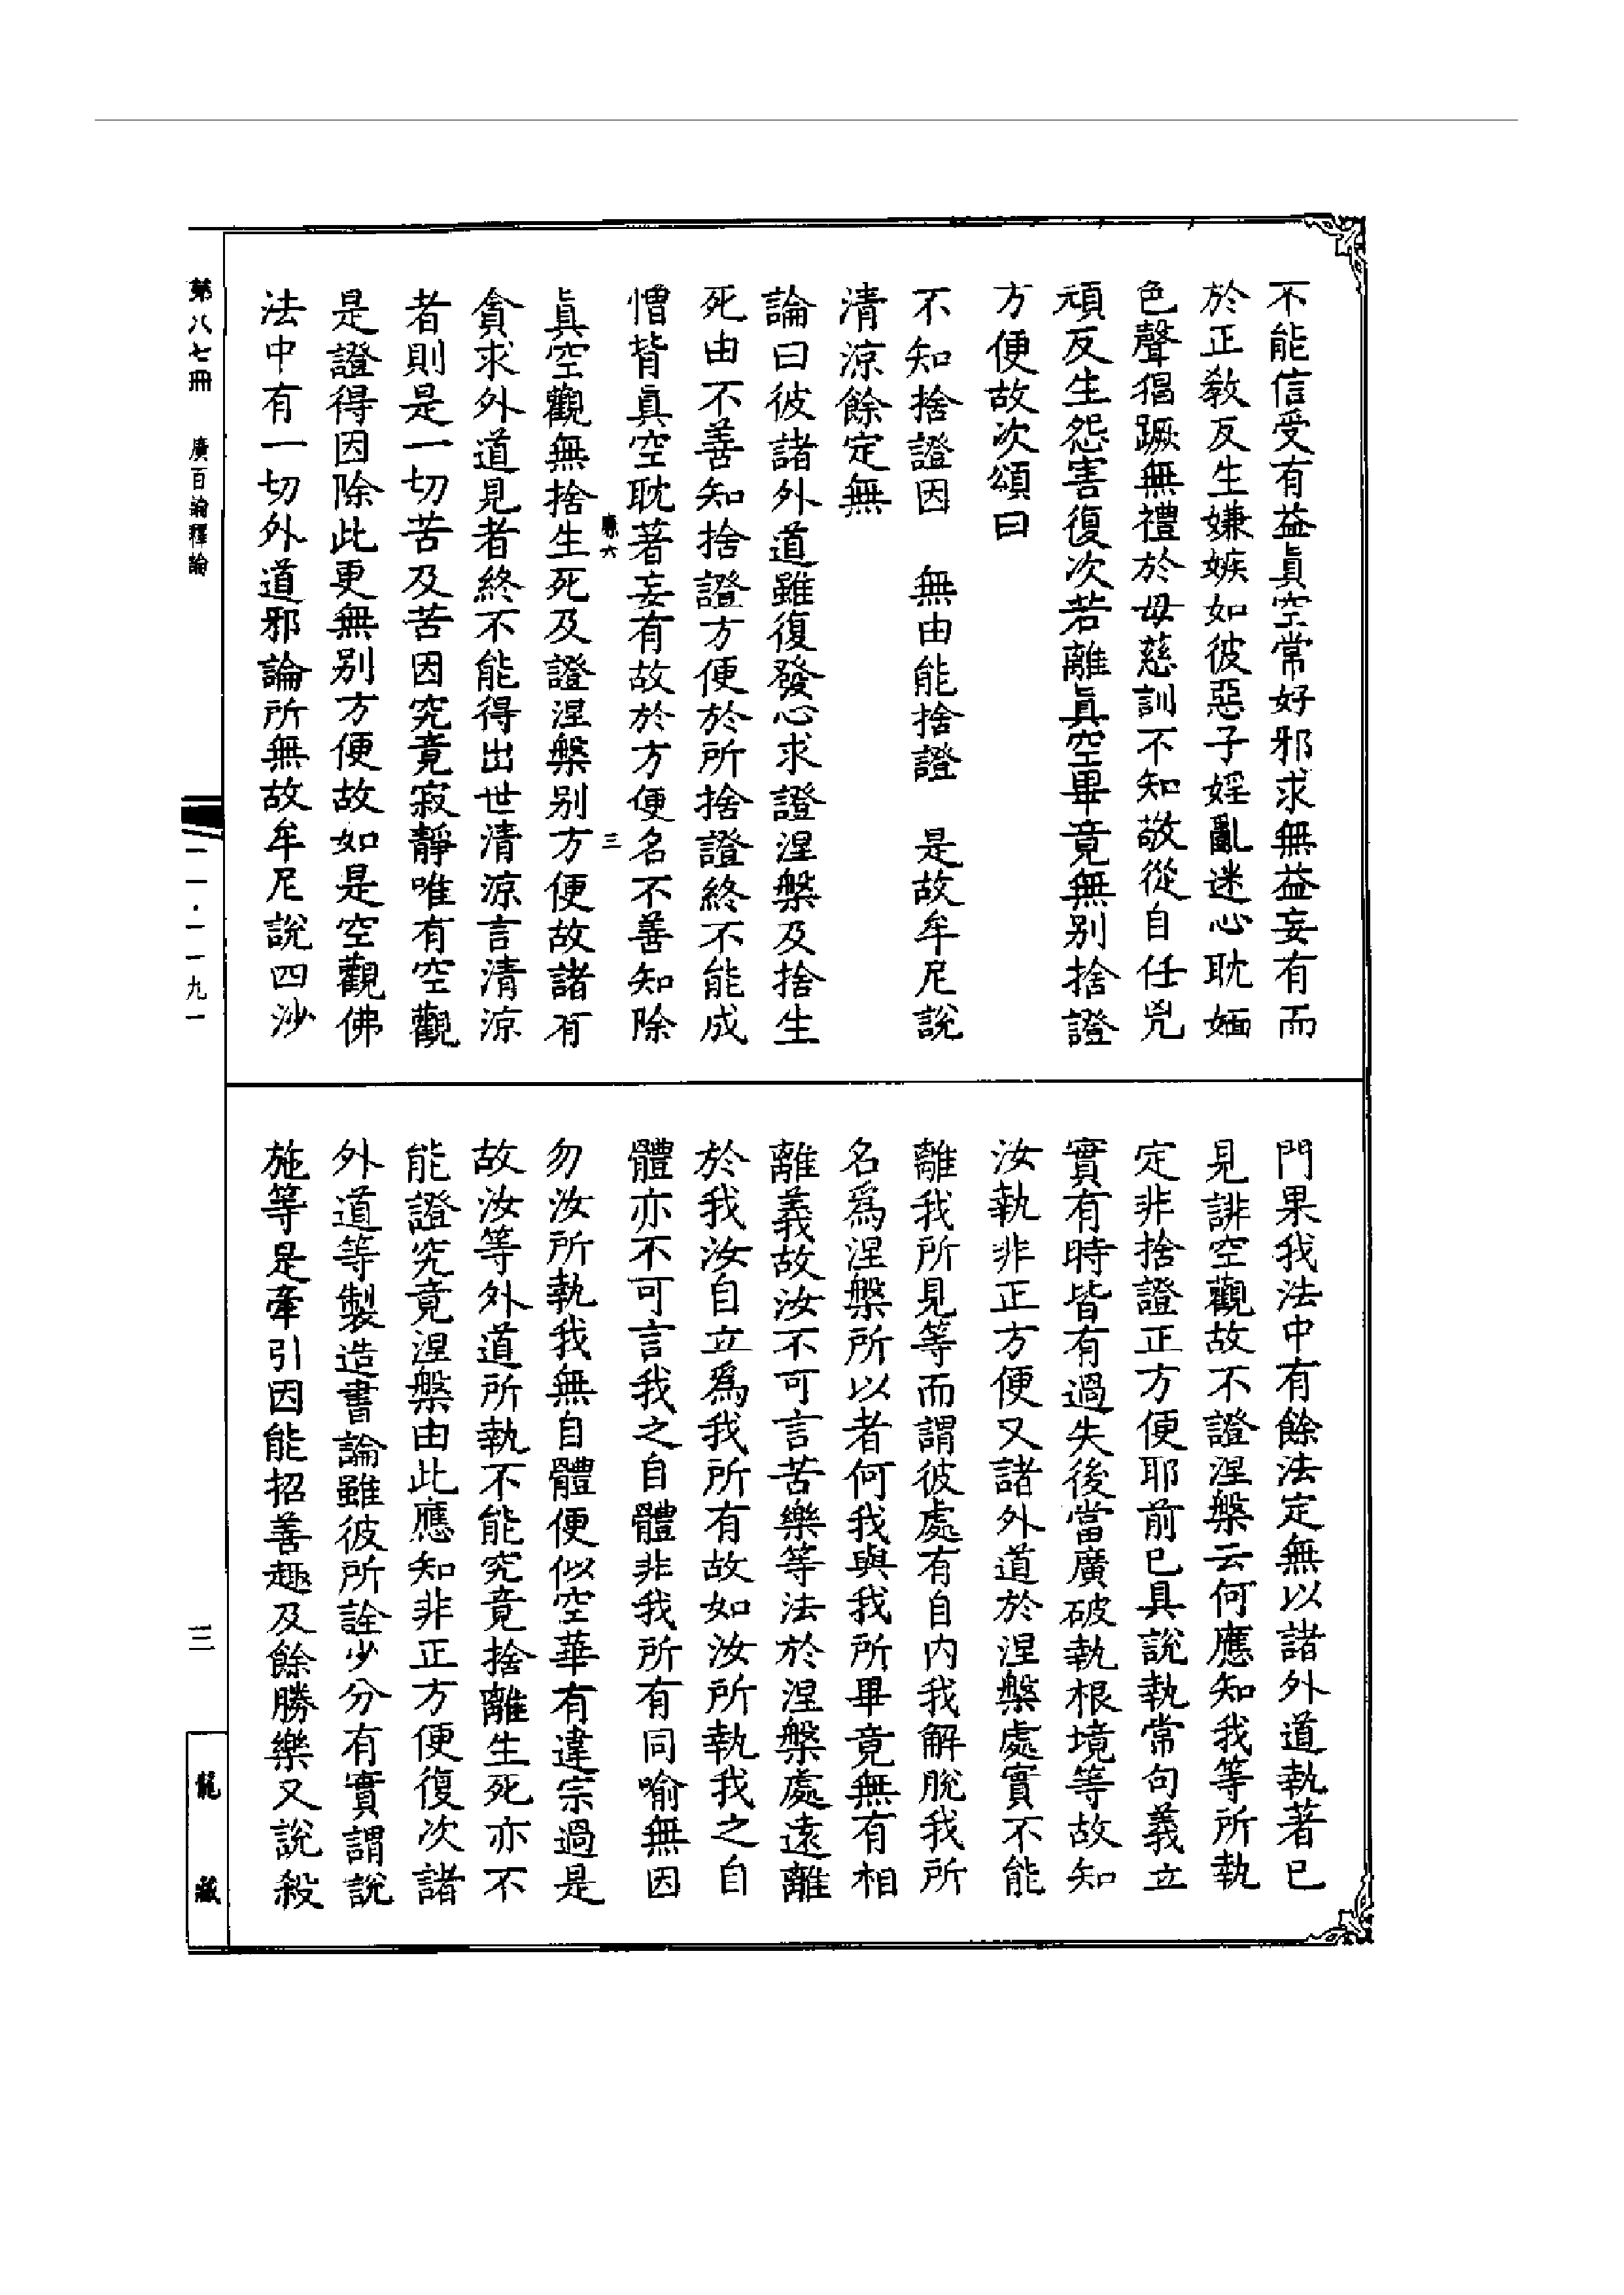 不能信受有益眞空常好邪求無益妄有而
於正教反生嫌嫉如彼惡子婬亂迷心耽媔
色聲猖蹶無禮於母慈訓不知敬從自任兇
頑反生怨害復次若離眞空畢竟無别捨證
方便故次頌曰
不知捨證因　無由能捨證　是故牟尼說
清涼餘定無
論曰彼諸外道雖復發心求證涅槃及捨生
死由不善知捨證方便於所捨證終不能成
憎背眞空耽著妄有故於方便名不善知除
六　三
眞空觀無捨生死及證涅槃别方便故諸有
貪求外道見者終不能得出世清涼言清涼
者則是一切苦及苦因究竟寂靜唯有空觀
是證得因除此更無别方便故如是空觀佛
法中有一切外道邪論所無故牟尼說四沙
門果我法中有餘法定無以諸外道執著已
見誹空觀故不證涅槃云何應知我等所執
定非捨證正方便耶前已具說執常句義立
實有時皆有過失後當廣破執根境等故知
汝執非正方便又諸外道於涅槃處實不能
離我所見等而謂彼處有自内我解脫我所
名爲涅槃所以者何我與我所畢竟無有相
離義故汝不可言苦樂等法於涅槃處遠離
於我汝自立爲我所有故如汝所執我之自
體亦不可言我之自體非我所有同喻無因
勿汝所執我無自體便似空華有違宗過是
故汝等外道所執不能究竟捨離生死亦不
能證究竟涅槃由此應知非正方便復次諸
外道等製造書論雖彼所詮少分有實謂說
施等是牽引因能招善趣及餘勝樂又說殺
第八七冊　廣百論釋論
一一·一一九一
三
龍藏